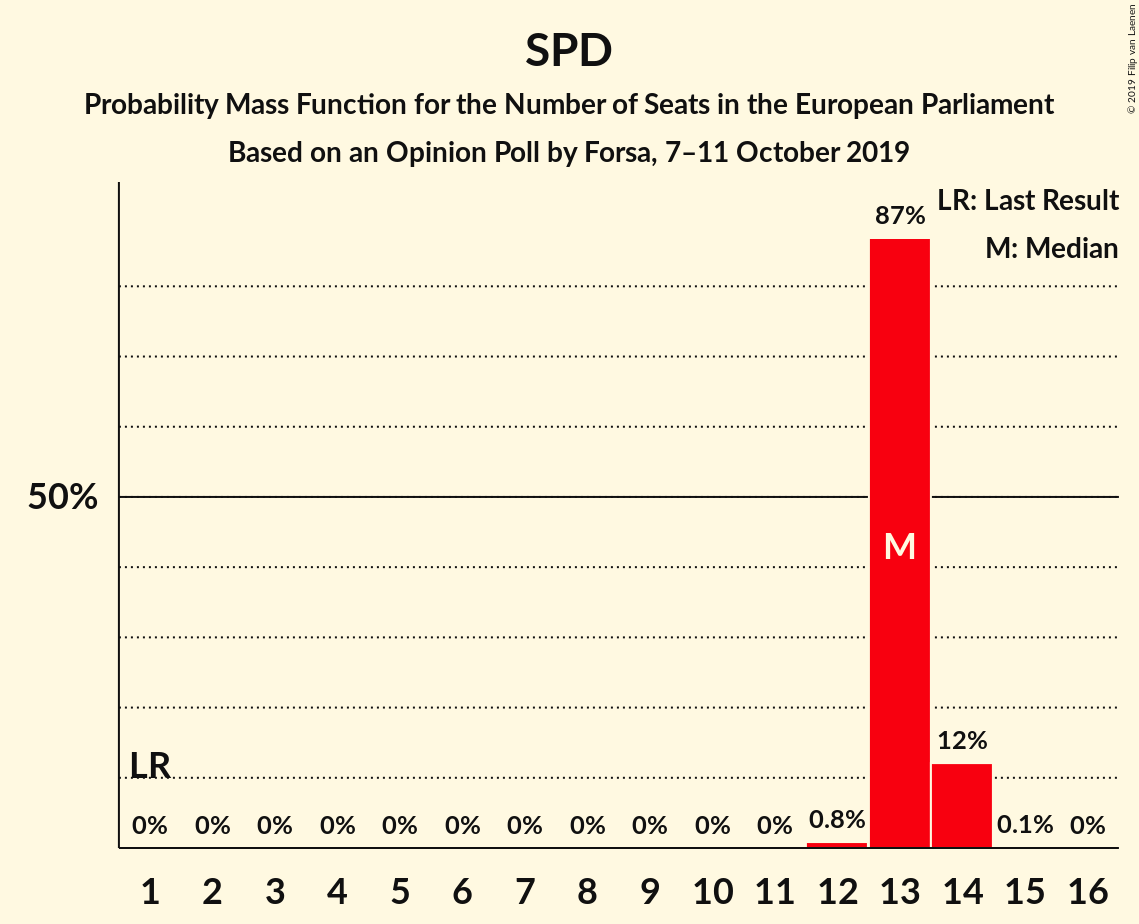 SPD
Probability Mass Function for the Number of Seats in the European Parliament
Based on an Opinion Poll by Forsa, 7–11 October 2019
© 2019 Filip van Laenen
LR: Last Result
M: Median
87%
50%
M
12%
LR
0% 0% 0% 0% 0% 0% 0% 0% 0% 0% 0% 0.8% 0.1% 0%
1 2 3 4 5 6 7 8 9 10 11 12 13 14 15 16